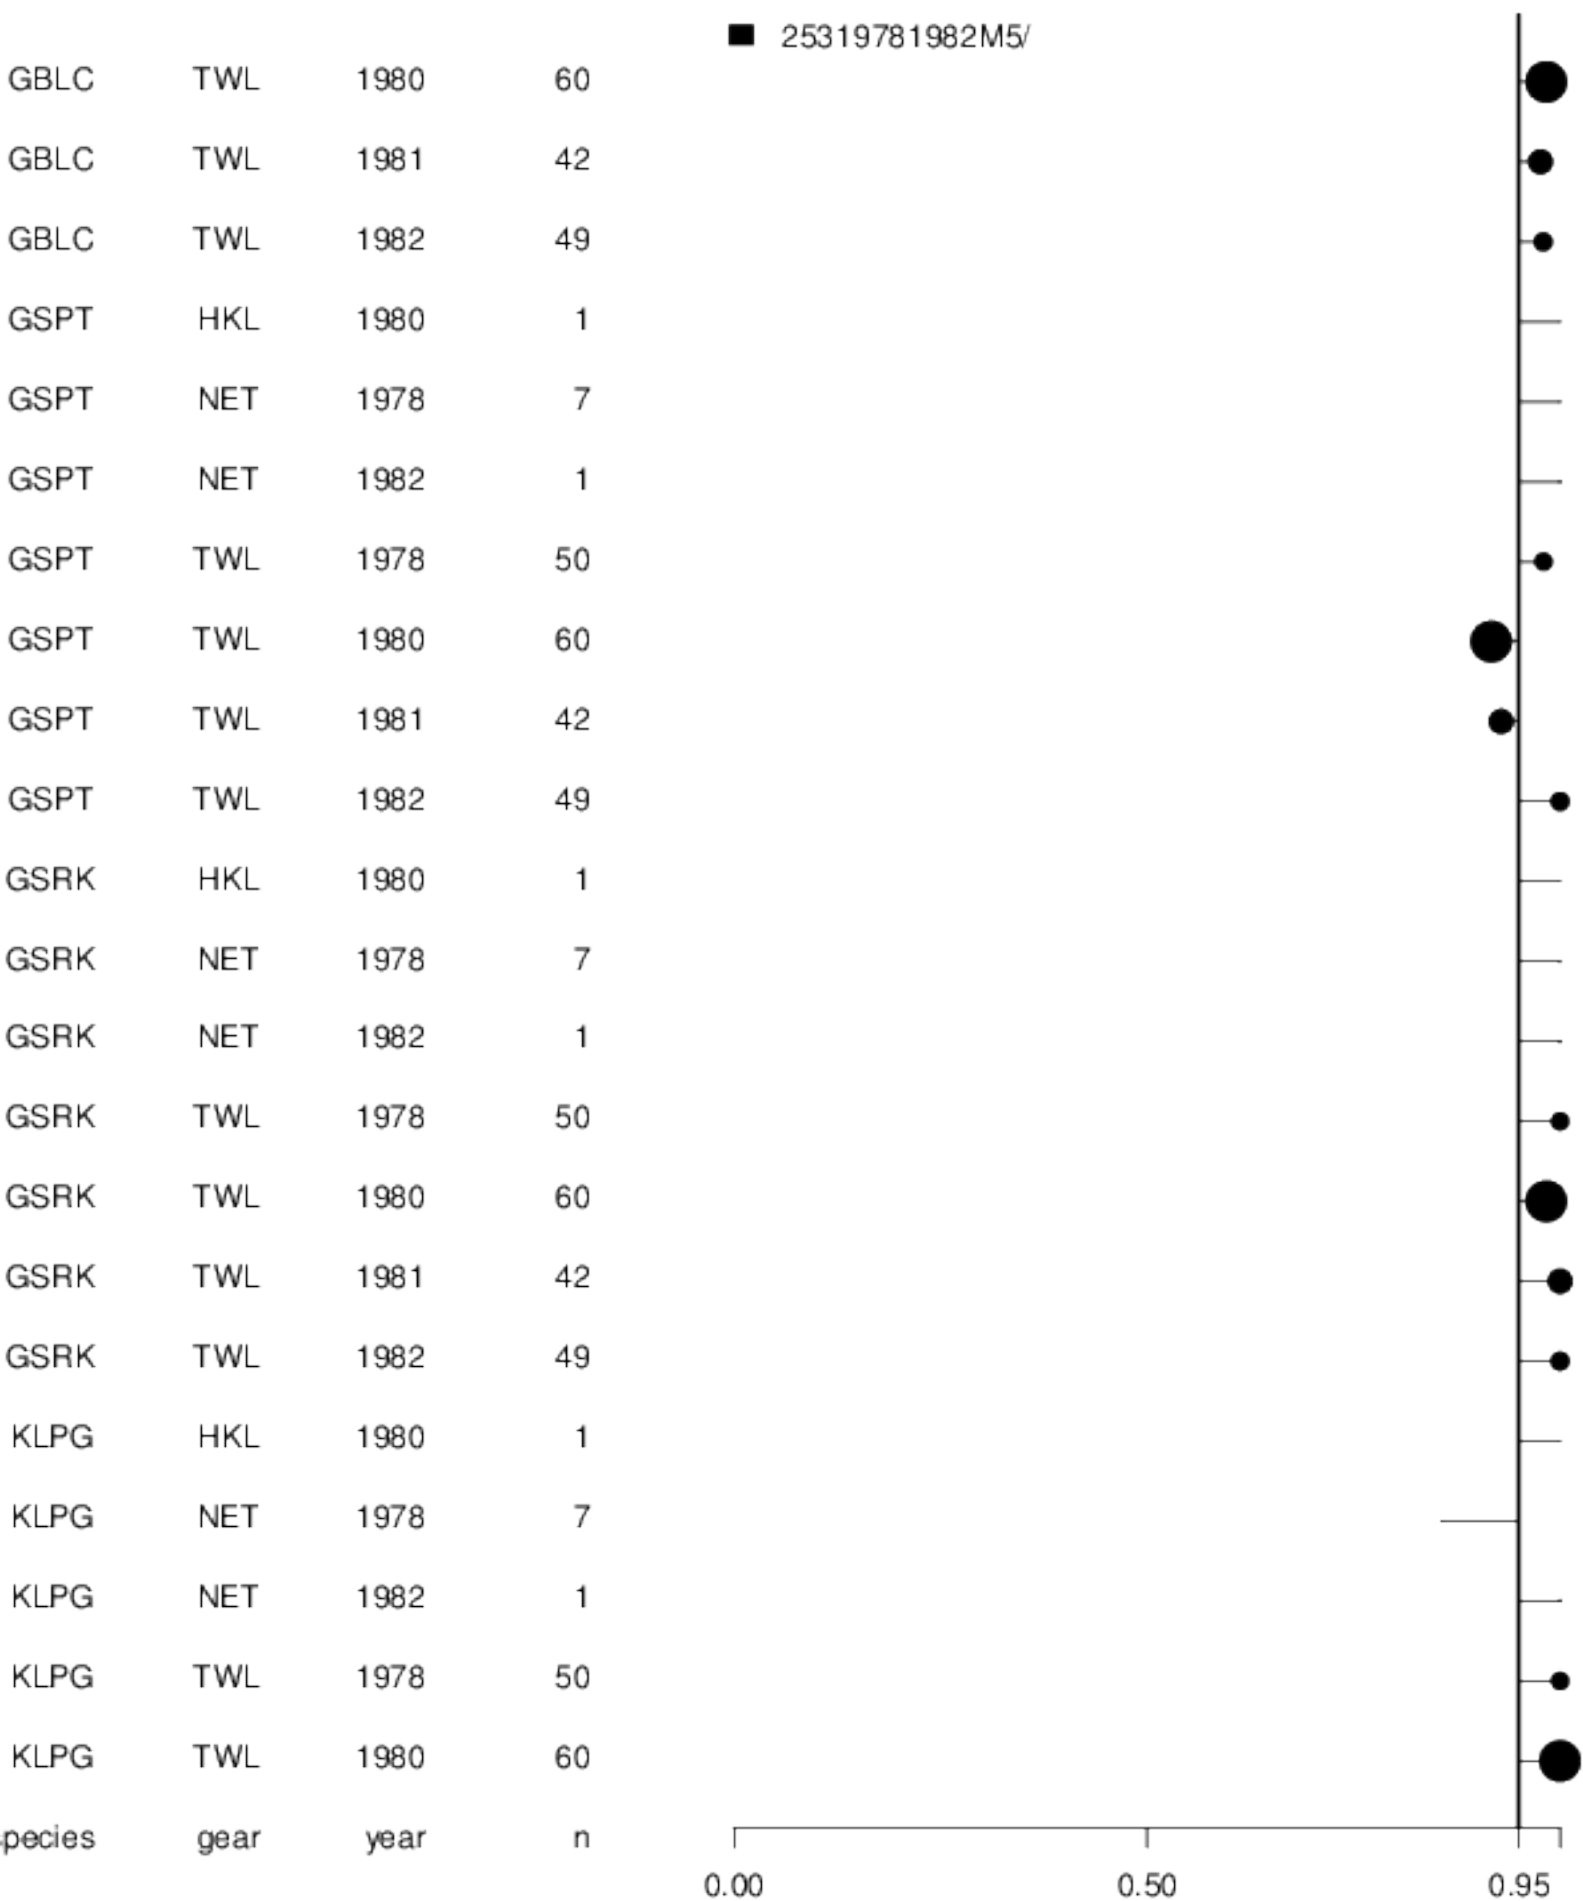 25319781982M5/
GBLC TWL 1980 60
GBLC TWL 1981 42
GBLC TWL 1982 49
GSPT HKL 1980 1
GSPT NET 1978 7
GSPT NET 1982 1
GSPT TWL 1978 50
GSPT TWL 1980 60
GSPT TWL 1981 42
GSPT TWL 1982 49
GSRK HKL 1980 1
GSRK NET 1978 7
GSRK NET 1982 1
GSRK TWL 1978 50
GSRK TWL 1980 60
GSRK TWL 1981 42
GSRK TWL 1982 49
KLPG HKL 1980 1
KLPG NET 1978 7
KLPG NET 1982 1
KLPG TWL 1978 50
KLPG TWL 1980 60
pecies gear year n
0.00 0.50 0.95